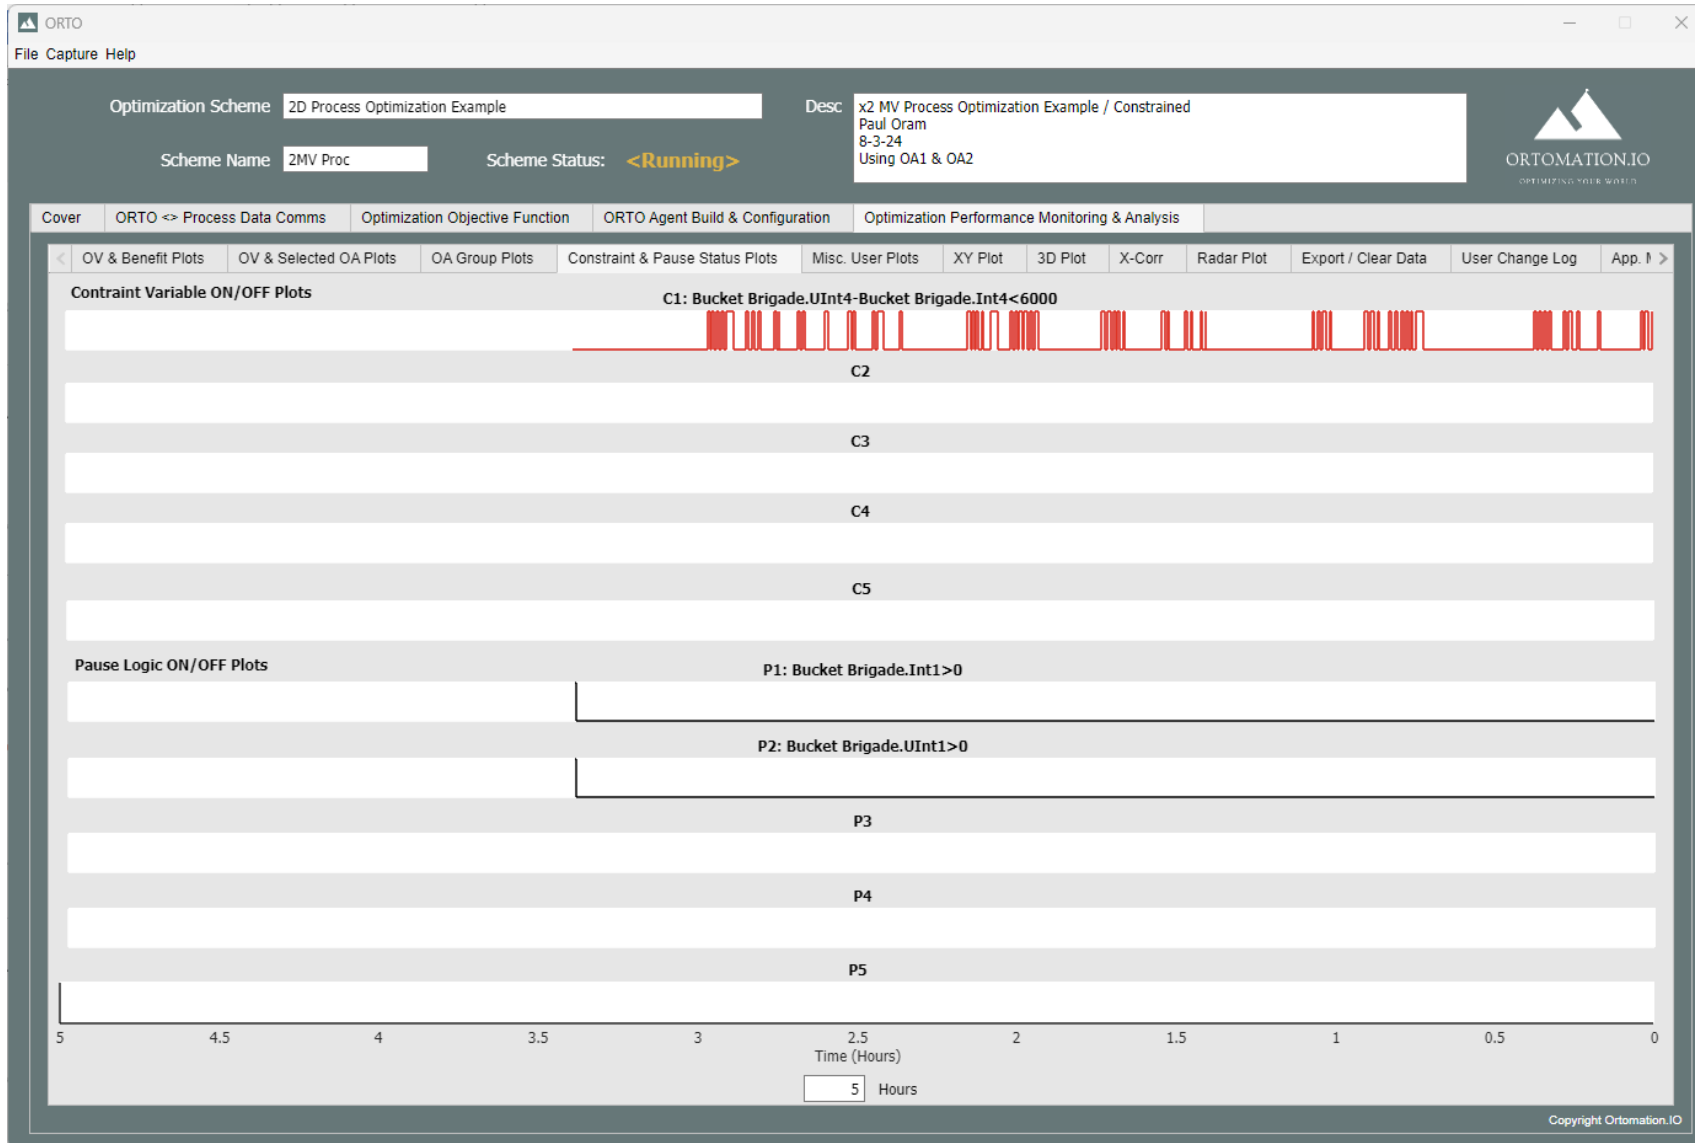 ORTO
File Capture Help
Optimization Scheme 2D Process Optimization Example
Desc x2 MV Process Optimization Example / Constrained
Paul Oram
8-3-24
Using OA1 & OA2
Scheme Name 2MV Proc Scheme Status: <Running>
ORTOMATION.IO
OPTIMIZING YOUR WORLD
Cover ORTO <> Process Data Comms Optimization Objective Function ORTO Agent Build & Configuration Optimization Performance Monitoring & Analysis
OV & Benefit Plots OV & Selected OA Plots OA Group Plots Constraint & Pause Status Plots Misc. User Plots XY Plot 3D Plot X-Corr Radar Plot Export / Clear Data User Change Log App.
Contraint Variable ON/OFF Plots
C1: Bucket Brigade.UInt4-Bucket Brigade.Int4<6000
C2
C3
C4
C5
Pause Logic ON/OFF Plots
P1: Bucket Brigade.Int1>0
P2: Bucket Brigade.UInt1>0
P3
P4
P5
5 4.5 4 3.5 3 2.5 2 1.5 1 0.5 0
Time (Hours)
5 Hours
Copyright Ortomation.IO